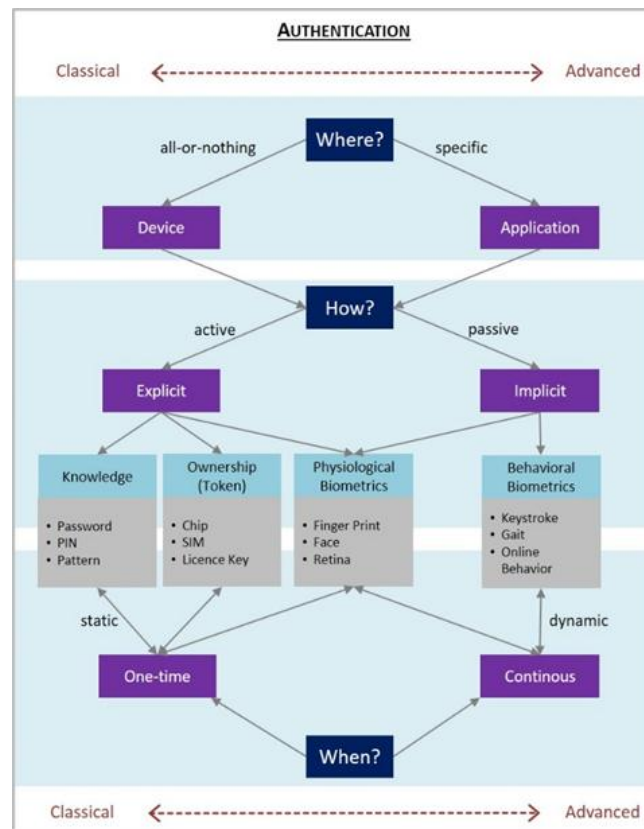 AUTHENTICATION
Classical
Advanced
Where?
all-or-nothing
specific
Device
Application
How?
active
passive
Explicit
Implicit
Knowledge
• Password
• PIN
• Pattern
Ownership
(Token)
• Chip
• SIM
• Licence Key
Physiological
Biometrics
• Finger Print
• Face
• Retina
Behavioral
Biometrics
• Keystroke
• Gait
• Online
Behavior
static
dynamic
One-time
Continous
When?
Classical
Advanced